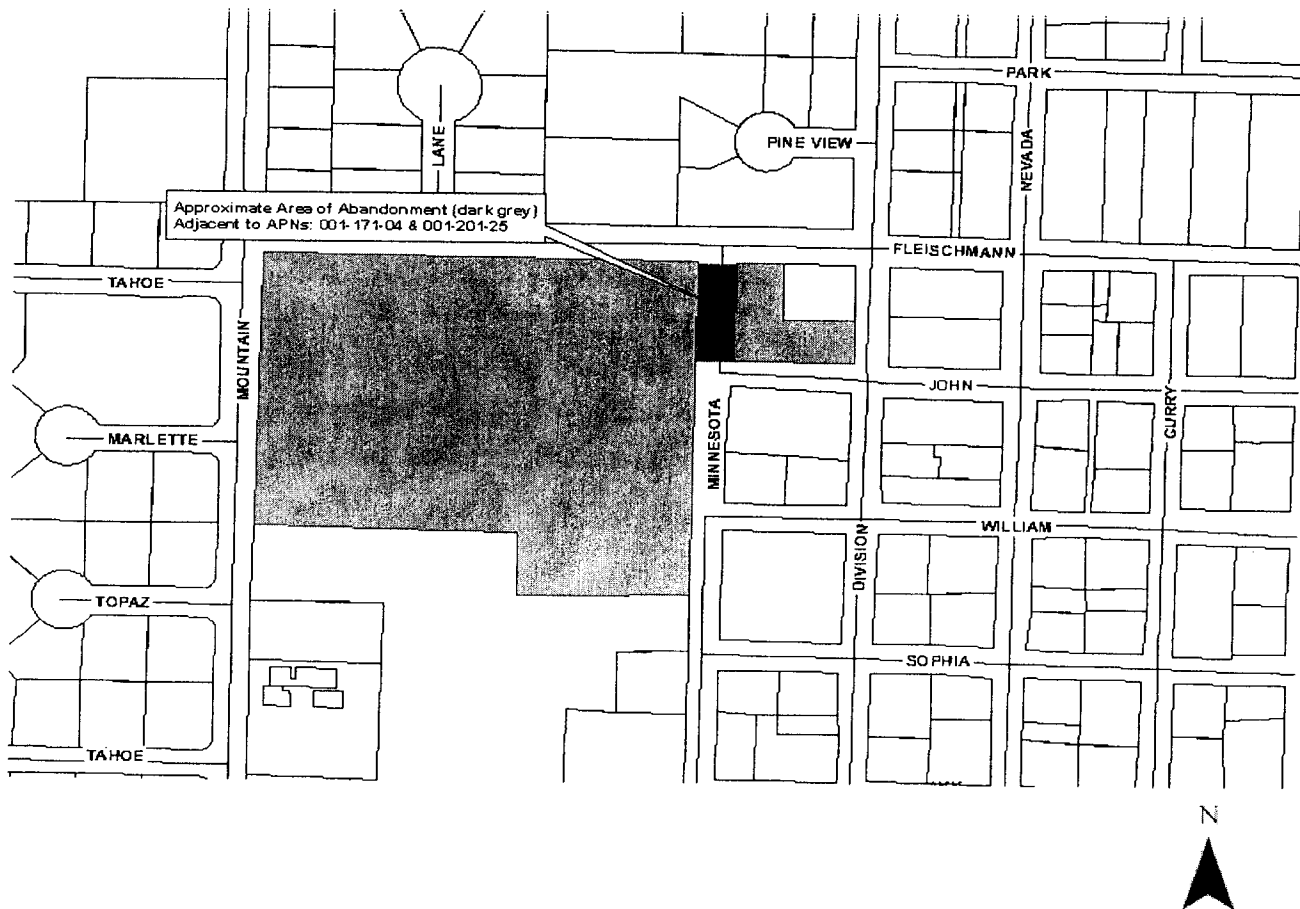 PARK
LANE
PINE VIEW
NEVADA
Approximate Area of Abandonment (dark grey)
Adjacent to APNs: 001-171-04 & 001-201-25
FLEISCHMANN
TAHOE
MOUNTAIN
JOHN
MINNESOTA
CURRY
MARLETTE
WILLIAM
DIVISION
TOPAZ
SOPHIA
TAHOE
N